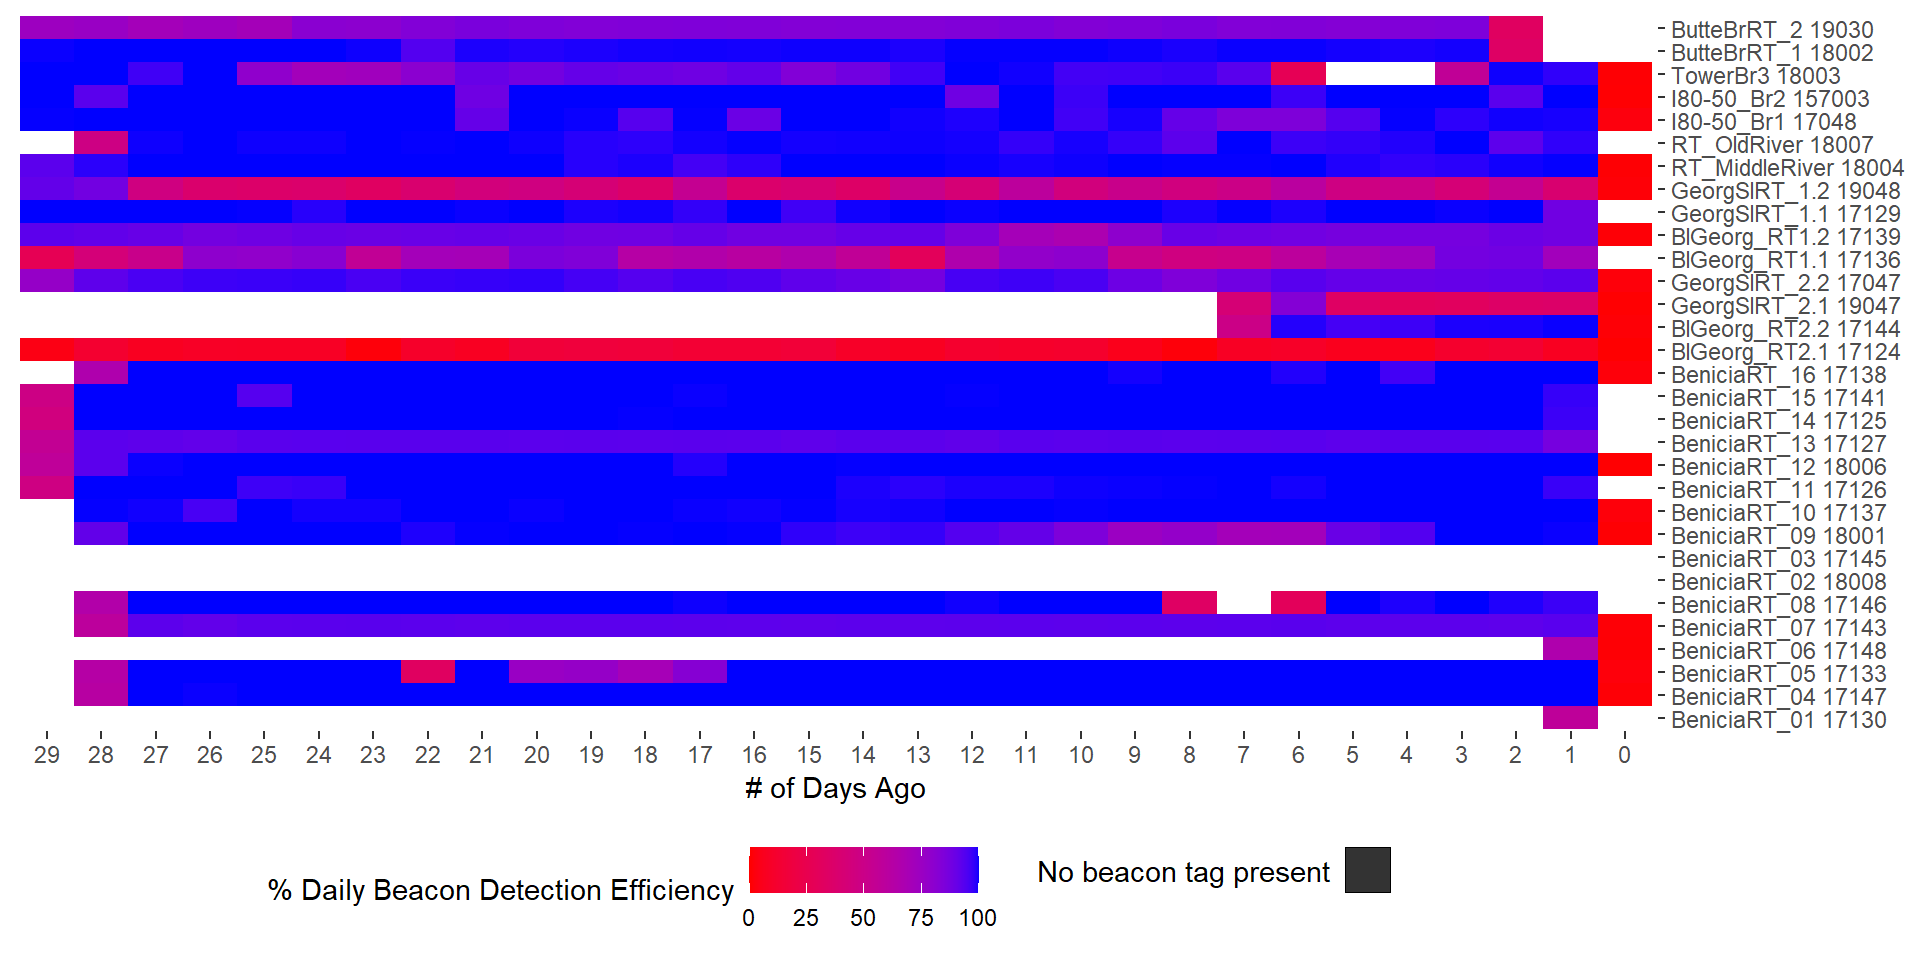 ButteBrRT_2 19030
ButteBrRT_1 18002
TowerBr3 18003
I80-50_Br2 157003
I80-50_Br1 17048
RT_OldRiver 18007
RT_MiddleRiver 18004
GeorgSlRT_1.2 19048
GeorgSlRT_1.1 17129
BlGeorg_RT1.2 17139
BlGeorg_RT1.1 17136
GeorgSlRT_2.2 17047
GeorgSlRT_2.1 19047
BlGeorg_RT2.2 17144
BlGeorg_RT2.1 17124
BeniciaRT_16 17138
BeniciaRT_15 17141
BeniciaRT_14 17125
BeniciaRT_13 17127
BeniciaRT_12 18006
BeniciaRT_11 17126
BeniciaRT_10 17137
BeniciaRT_09 18001
BeniciaRT_03 17145
BeniciaRT_02 18008
BeniciaRT_08 17146
BeniciaRT_07 17143
BeniciaRT_06 17148
BeniciaRT_05 17133
BeniciaRT_04 17147
BeniciaRT_01 17130
29 28 27 26 25 24 23 22 21 20 19 18 17 16 15 14 13 12 11 10 9 8 7 6 5 4 3 2 1 0
# of Days Ago
% Daily Beacon Detection Efficiency
0 25 50 75 100
No beacon tag present